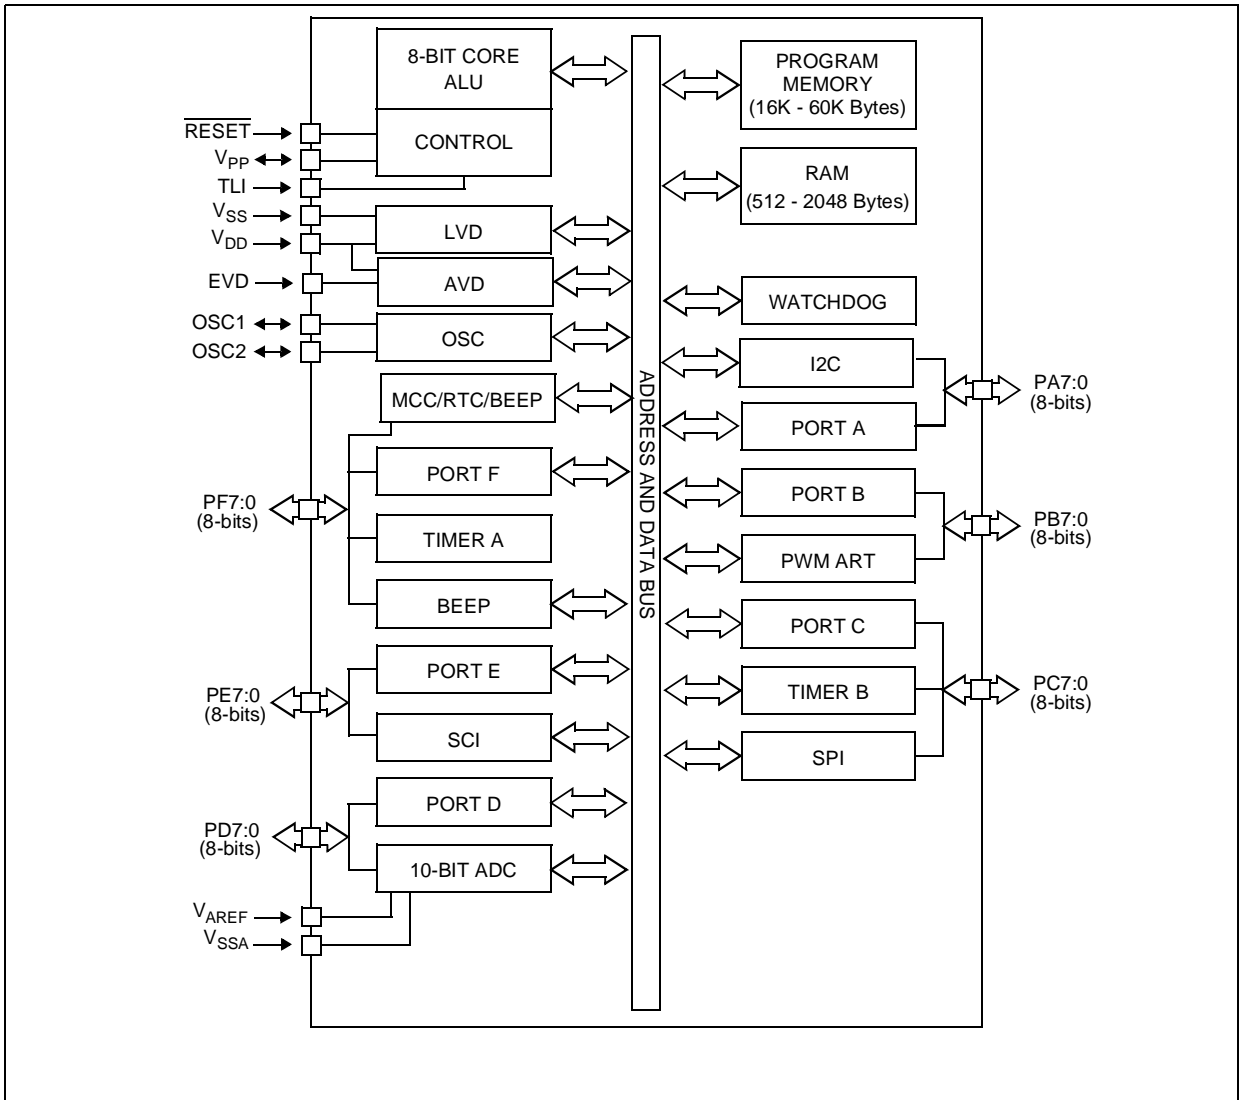 8-BIT CORE
ALU
CONTROL
RESET
VPP
TLI
VSS
VDD
EVD
OSC1
OSC2
LVD
AVD
OSC
MCC/RTC/BEEP
PORT F
TIMER A
BEEP
PF7:0
(8-bits)
PORT E
SCI
PE7:0
(8-bits)
PORT D
10-BIT ADC
PD7:0
(8-bits)
VAREF
VSSA
ADDRESS AND DATA BUS
PROGRAM
MEMORY
(16K - 60K Bytes)
RAM
(512 - 2048 Bytes)
WATCHDOG
I2C
PORT A
PA7:0
(8-bits)
PORT B
PWM ART
PB7:0
(8-bits)
PORT C
TIMER B
SPI
PC7:0
(8-bits)